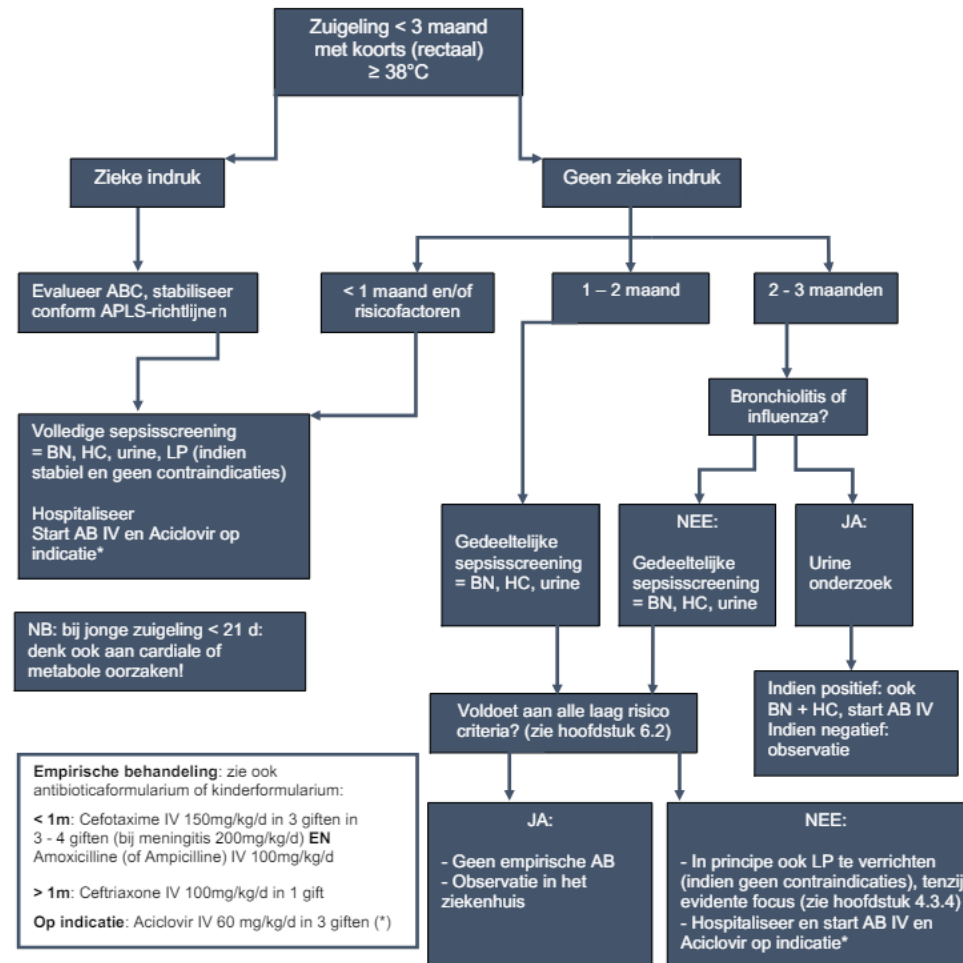 Zuigeling < 3 maand
met koorts (rectaal)
≥ 38°C
Zieke indruk
Geen zieke indruk
Evalueer ABC, stabiliseer
conform APLS-richtlijnen
< 1 maand en/of
risicofactoren
1 – 2 maand
2 - 3 maanden
Bronchiolitis of
influenza?
Volledige sepsisscreening
= BN, HC, urine, LP (indien
stabiel en geen contraindicaties)
Hospitaliseer
Start AB IV en Aciclovir op
indicatie*
Gedeeltelijke
sepsisscreening
= BN, HC, urine
NEE:
Gedeeltelijke
sepsisscreening
= BN, HC, urine
JA:
Urine
onderzoek
NB: bij jonge zuigeling < 21 d:
denk ook aan cardiale of
metabole oorzaken!
Voldoet aan alle laag risico
criteria? (zie hoofdstuk 6.2)
Indien positief: ook
BN + HC, start AB IV
Indien negatief:
observatie
Empirische behandeling: zie ook
antibioticaformularium of kinderformularium:
< 1m: Cefotaxime IV 150mg/kg/d in 3 giften in
3 - 4 giften (bij meningitis 200mg/kg/d) EN
Amoxicilline (of Ampicilline) IV 100mg/kg/d
> 1m: Ceftriaxone IV 100mg/kg/d in 1 gift
Op indicatie: Aciclovir IV 60 mg/kg/d in 3 giften (*)
JA:
- Geen empirische AB
- Observatie in het
ziekenhuis
NEE:
- In principe ook LP te verrichten
(indien geen contraindicaties), tenzij
evidente focus (zie hoofdstuk 4.3.4)
- Hospitaliseer en start AB IV en
Aciclovir op indicatie*